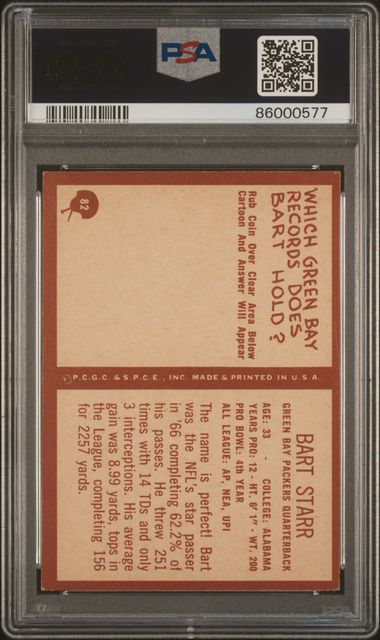 PSA
86000577
82
WHICH GREEN BAY
RECORDS DOES
BART HOLD?
Rub Coin Over Clear Area Below
Cartoon And Answer Will Appear
©P.C.G.C. & S.P.C.E., INC. MADE & PRINTED IN U.S.A.
BART STARR
GREEN BAY PACKERS QUARTERBACK
AGE: 33 - COLLEGE: ALABAMA
YEARS PRO: 12 - HT. 6'1" - WT. 200
PRO BOWL: 4th YEAR
ALL LEAGUE: AP, NEA, UPI
The name is perfect! Bart
was the NFL's star passer
in '66 completing 62.2% of
his passes. He threw 251
times with 14 TDs and only
3 interceptions. His average
gain was 8.99 yards, tops in
the League, completing 156
for 2257 yards.